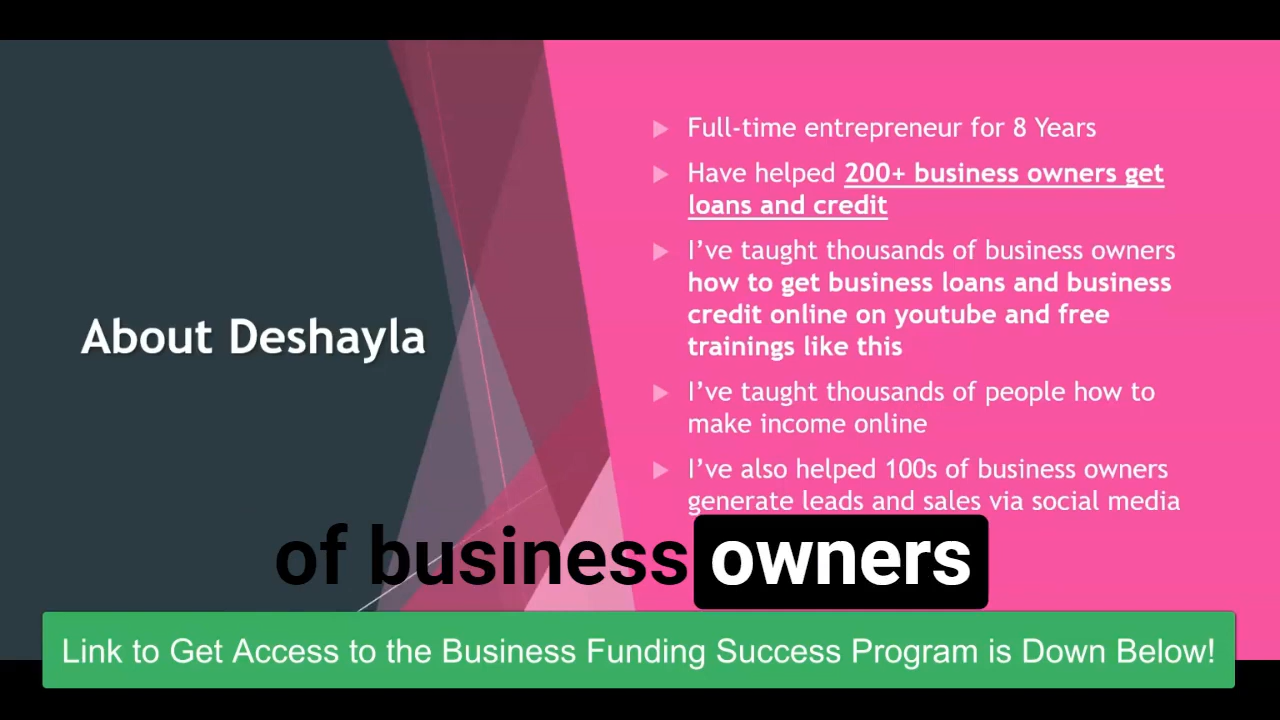 About Deshayla
Full-time entrepreneur for 8 Years
Have helped 200+ business owners get
loans and credit
I've taught thousands of business owners
how to get business loans and business
credit online on youtube and free
trainings like this
I've taught thousands of people how to
make income online
I've also helped 100s of business owners
generate leads and sales via social media
of business owners
Link to Get Access to the Business Funding Success Program is Down Below!